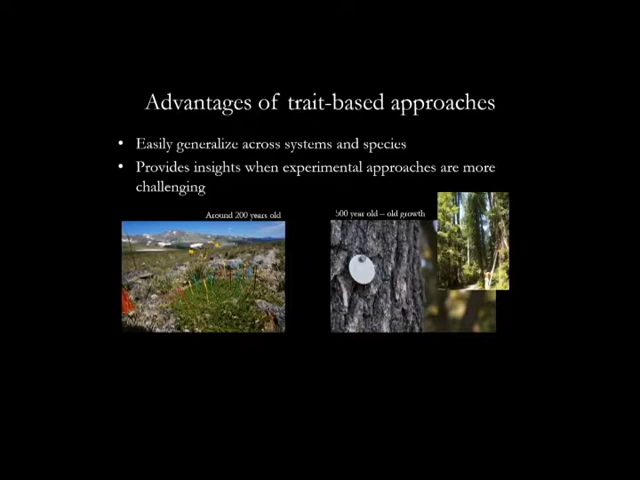 Advantages of trait-based approaches
• Easily generalize across systems and species
• Provides insights when experimental approaches are more
challenging
Around 200 years old
500 year old – old growth